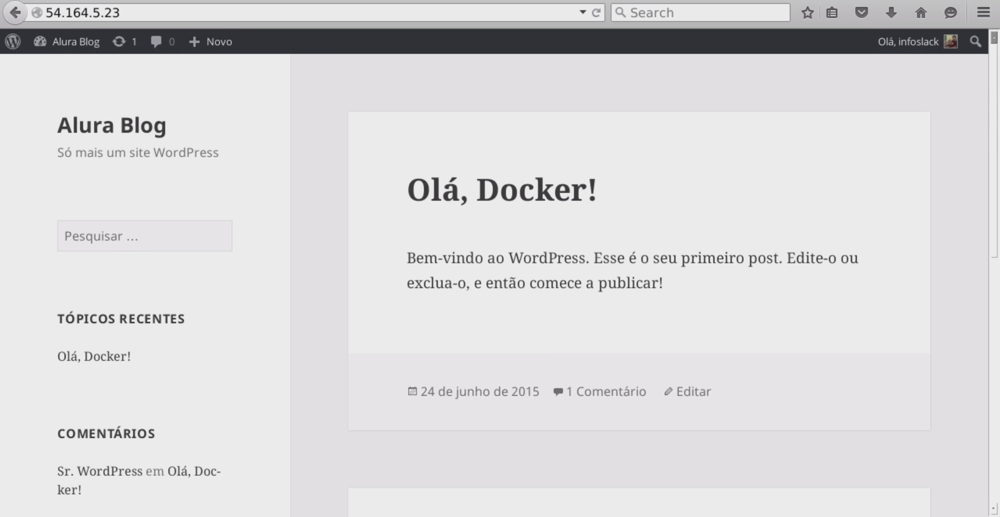 54.164.5.23
Search
Alura Blog
1
0
Novo
Olá, infoslack
Alura Blog
Só mais um site WordPress
Pesquisar ...
TÓPICOS RECENTES
Olá, Docker!
COMENTÁRIOS
Sr. WordPress em Olá, Doc-
ker!
Olá, Docker!
Bem-vindo ao WordPress. Esse é o seu primeiro post. Edite-o ou
exclua-o, e então comece a publicar!
24 de junho de 2015
1 Comentário
Editar